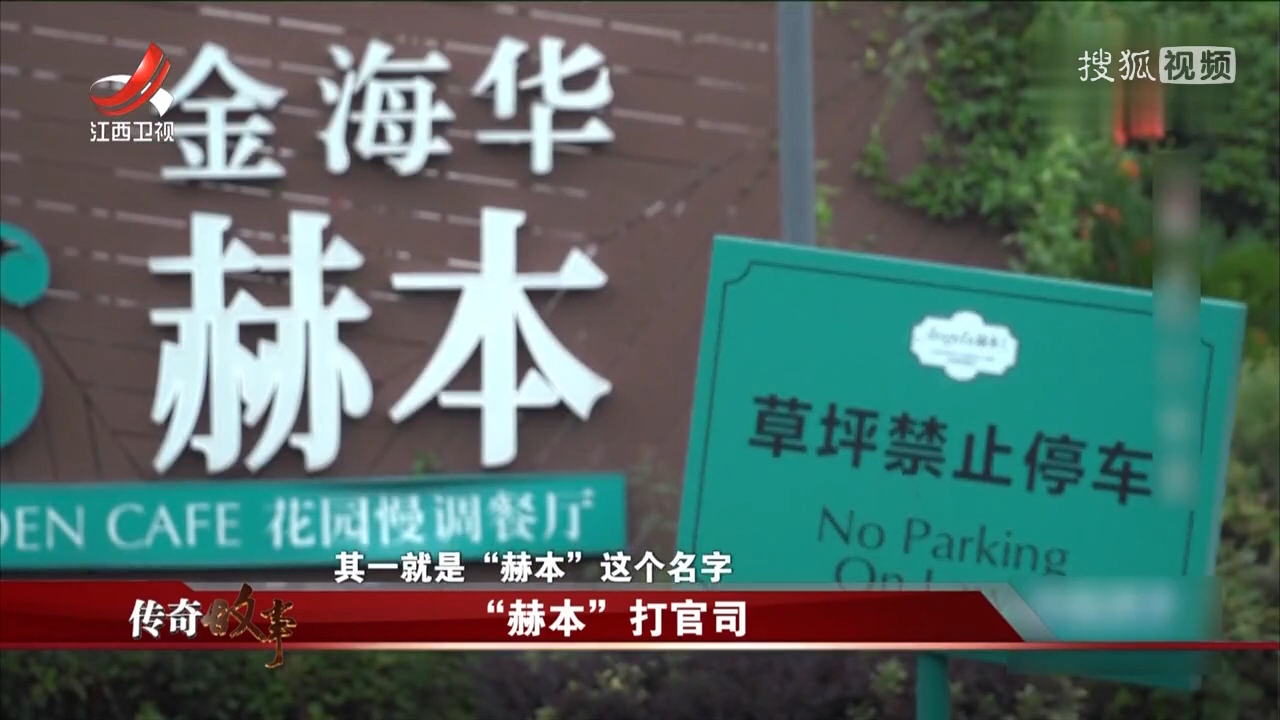 江西卫视
搜狐视频
金海华
赫本
DEN CAFE 花园慢调餐厅
草坪禁止停车
No Parking
On
其一就是“赫本”这个名字
传奇故事
“赫本”打官司